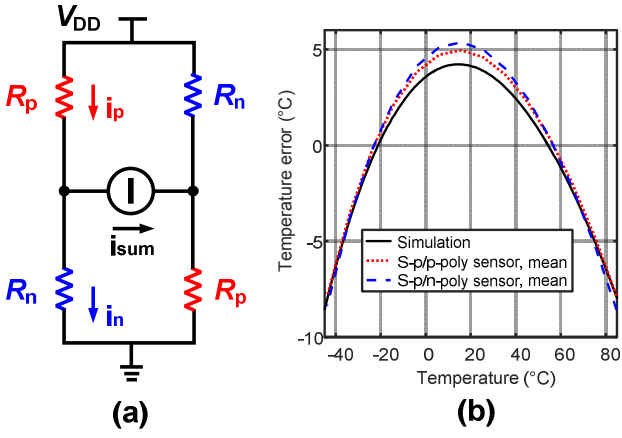 VDD
Rp
ip
Rn
I
isum
Rn
in
Rp
(a)
Temperature error (°C)
5
0
-5
-10
Simulation
S-p/p-poly sensor, mean
S-p/n-poly sensor, mean
-40 -20 0 20 40 60 80
Temperature (°C)
(b)